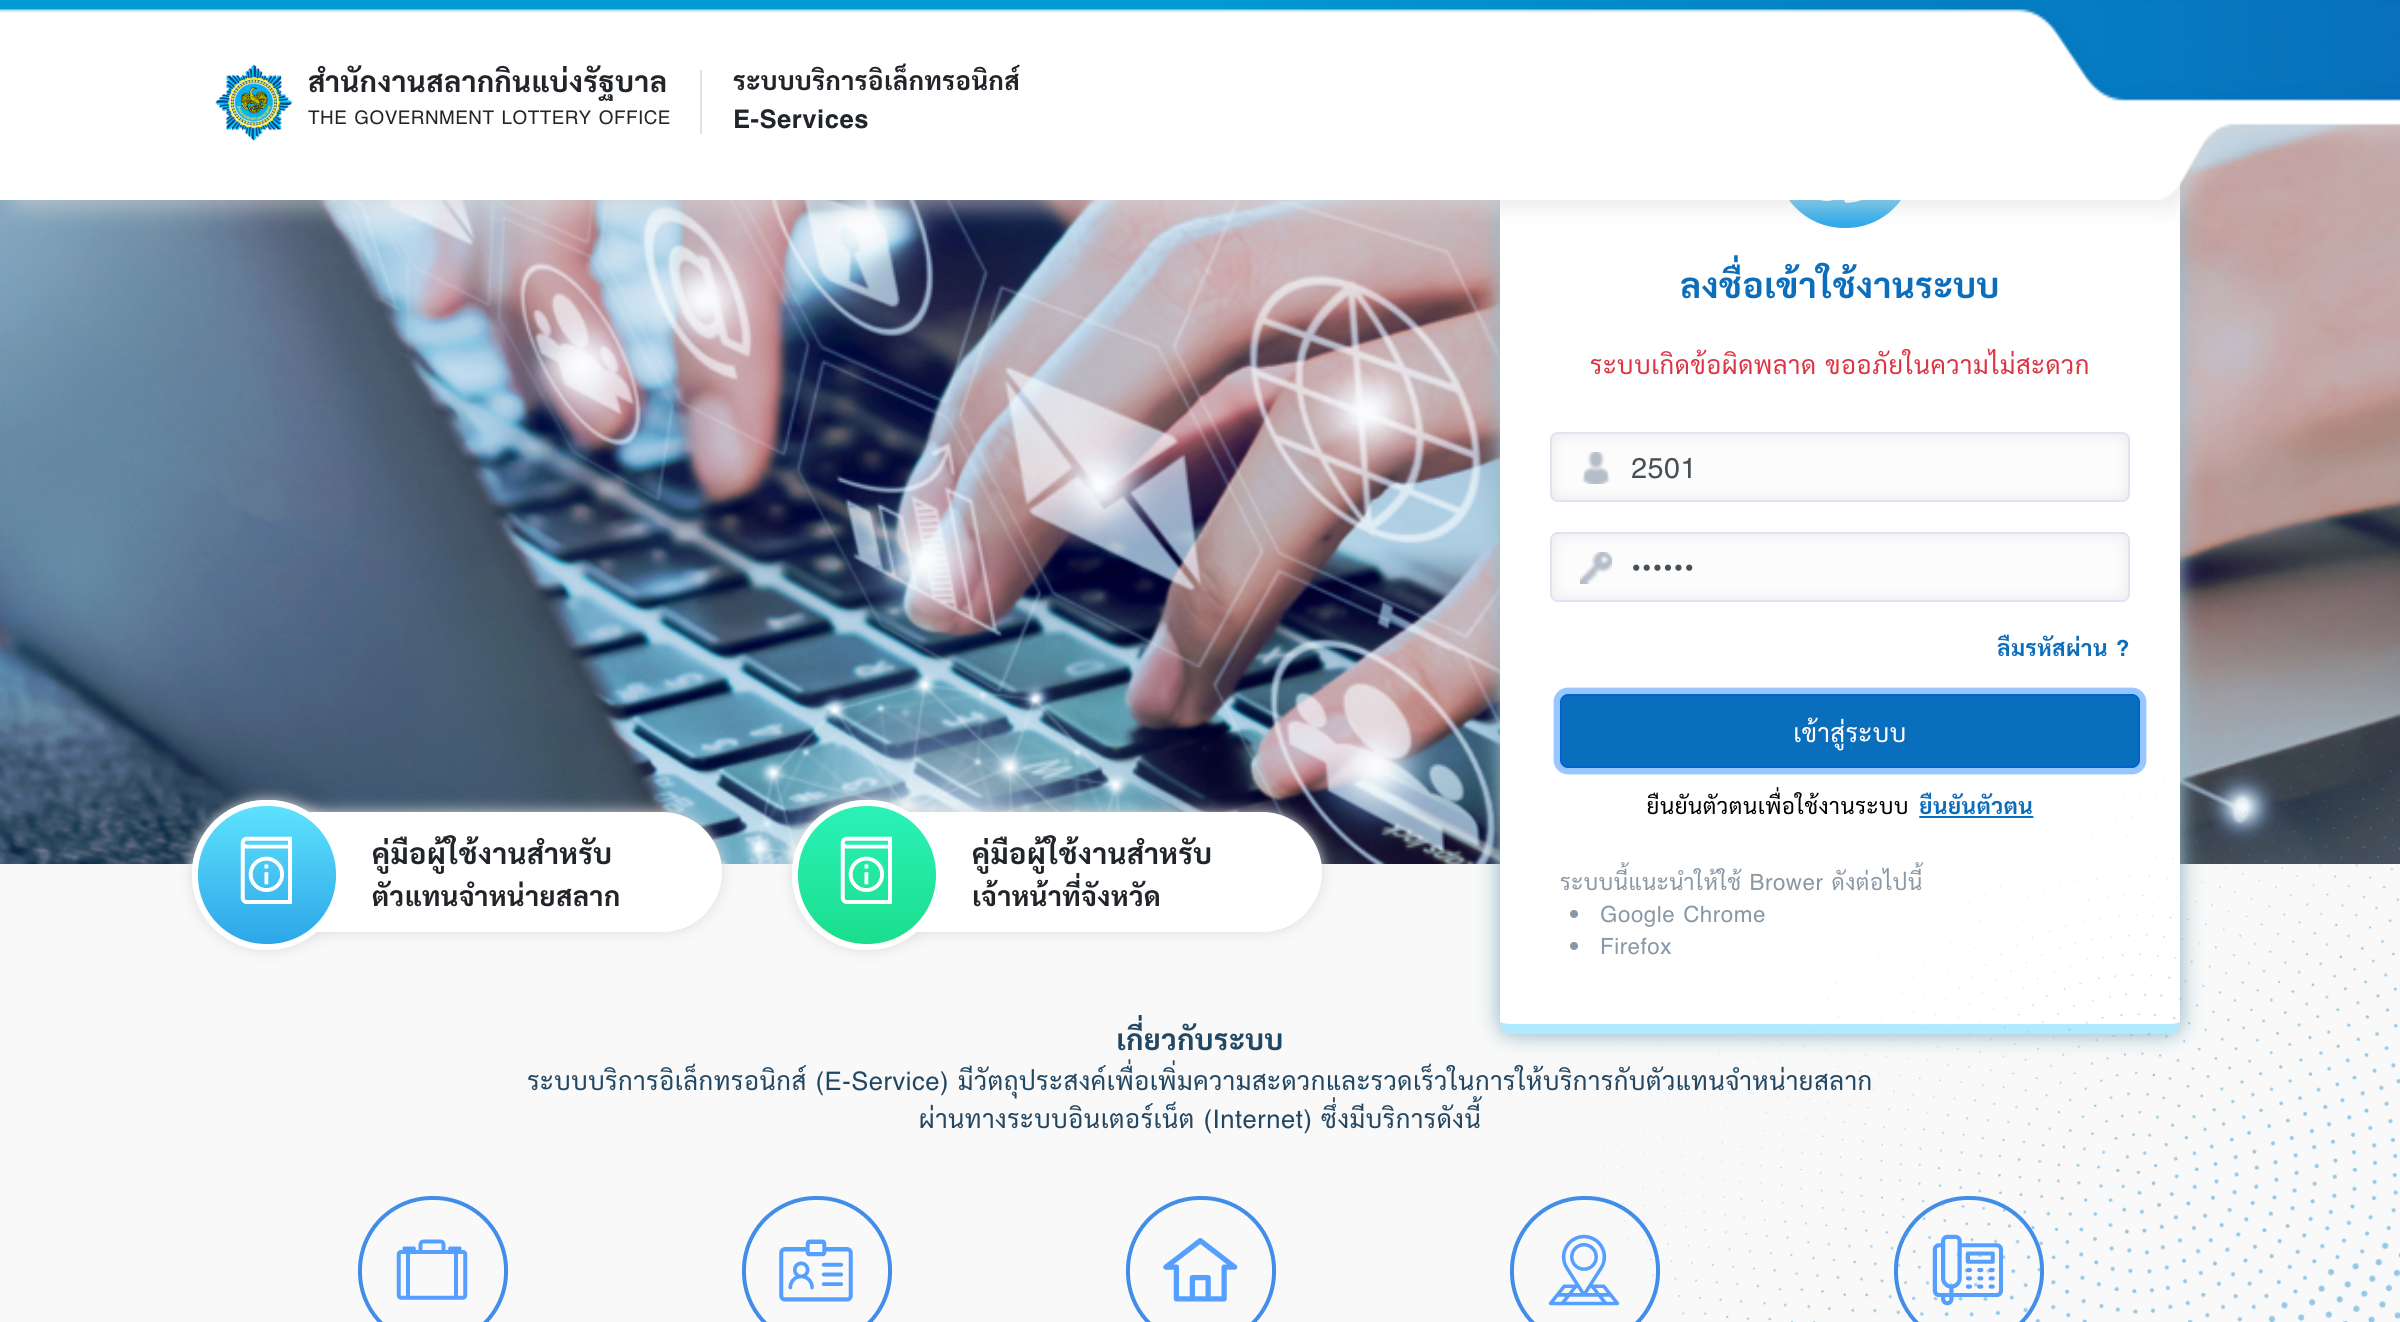 สำนักงานสลากกินแบ่งรัฐบาล
THE GOVERNMENT LOTTERY OFFICE
ระบบบริการอิเล็กทรอนิกส์
E-Services
ลงชื่อเข้าใช้งานระบบ
ระบบเกิดข้อผิดพลาด ขออภัยในความไม่สะดวก
2501
••••••
ลืมรหัสผ่าน ?
เข้าสู่ระบบ
ยืนยันตัวตนเพื่อใช้งานระบบ ยืนยันตัวตน
ระบบนี้แนะนำให้ใช้ Brower ดังต่อไปนี้
• Google Chrome
• Firefox
คู่มือผู้ใช้งานสำหรับ
ตัวแทนจำหน่ายสลาก
คู่มือผู้ใช้งานสำหรับ
เจ้าหน้าที่จังหวัด
เกี่ยวกับระบบ
ระบบบริการอิเล็กทรอนิกส์ (E-Service) มีวัตถุประสงค์เพื่อเพิ่มความสะดวกและรวดเร็วในการให้บริการกับตัวแทนจำหน่ายสลาก
ผ่านทางระบบอินเตอร์เน็ต (Internet) ซึ่งมีบริการดังนี้